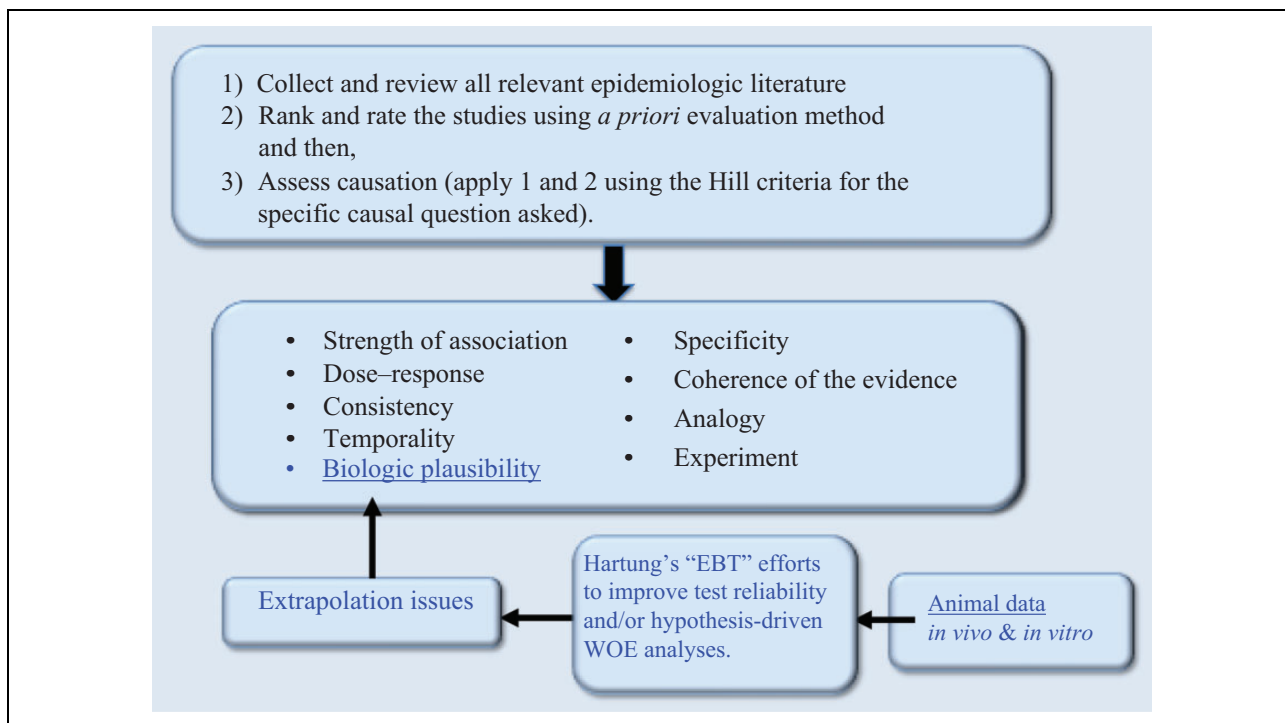 1) Collect and review all relevant epidemiologic literature
2) Rank and rate the studies using a priori evaluation method
and then,
3) Assess causation (apply 1 and 2 using the Hill criteria for the
specific causal question asked).
• Strength of association
• Dose–response
• Consistency
• Temporality
• Biologic plausibility
• Specificity
• Coherence of the evidence
• Analogy
• Experiment
Extrapolation issues
Hartung’s “EBT” efforts
to improve test reliability
and/or hypothesis-driven
WOE analyses.
Animal data
in vivo & in vitro